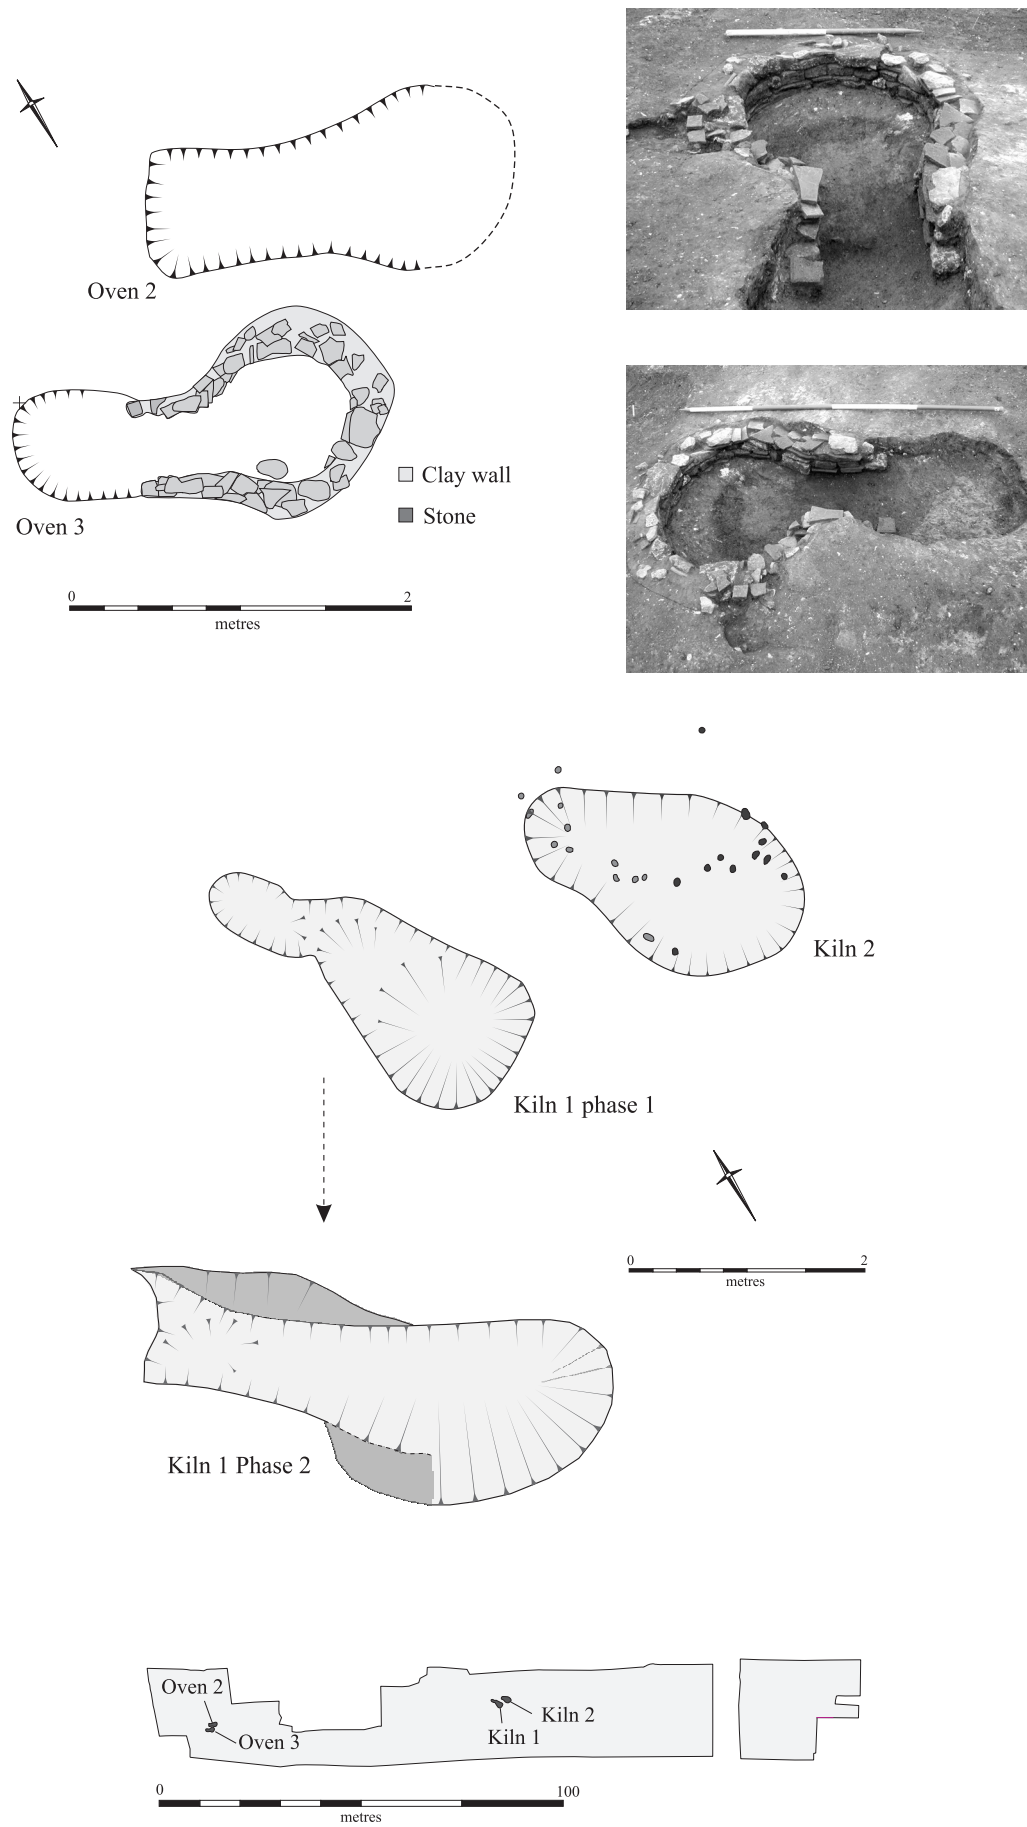 Oven 2
Clay wall
Stone
Oven 3
0 2
metres
Kiln 2
Kiln 1 phase 1
0 2
metres
Kiln 1 Phase 2
Oven 2
Oven 3
Kiln 2
Kiln 1
0 100
metres